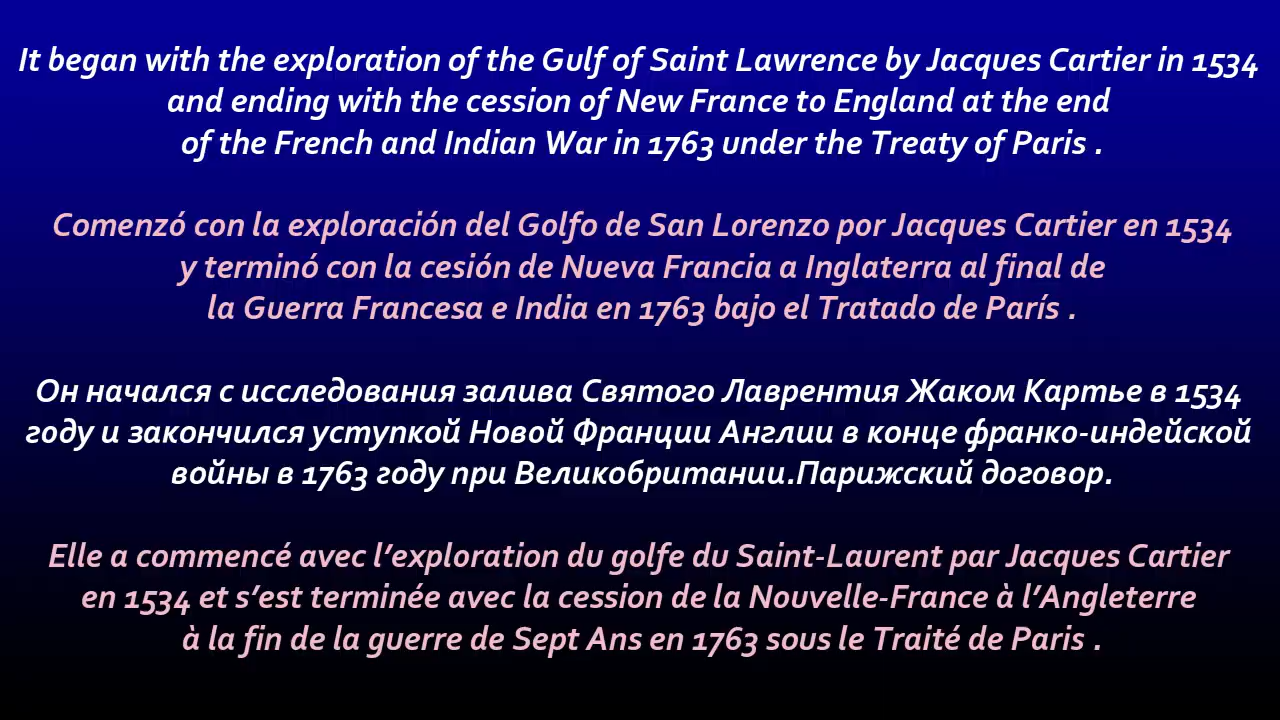 It began with the exploration of the Gulf of Saint Lawrence by Jacques Cartier in 1534
and ending with the cession of New France to England at the end
of the French and Indian War in 1763 under the Treaty of Paris .
Comenzó con la exploración del Golfo de San Lorenzo por Jacques Cartier en 1534
y terminó con la cesión de Nueva Francia a Inglaterra al final de
la Guerra Francesa e India en 1763 bajo el Tratado de París .
Он начался с исследования залива Святого Лаврентия Жаком Картье в 1534
году и закончился уступкой Новой Франции Англии в конце франко-индейской
войны в 1763 году при Великобритании.Парижский договор.
Elle a commencé avec l’exploration du golfe du Saint-Laurent par Jacques Cartier
en 1534 et s’est terminée avec la cession de la Nouvelle-France à l’Angleterre
à la fin de la guerre de Sept Ans en 1763 sous le Traité de Paris .